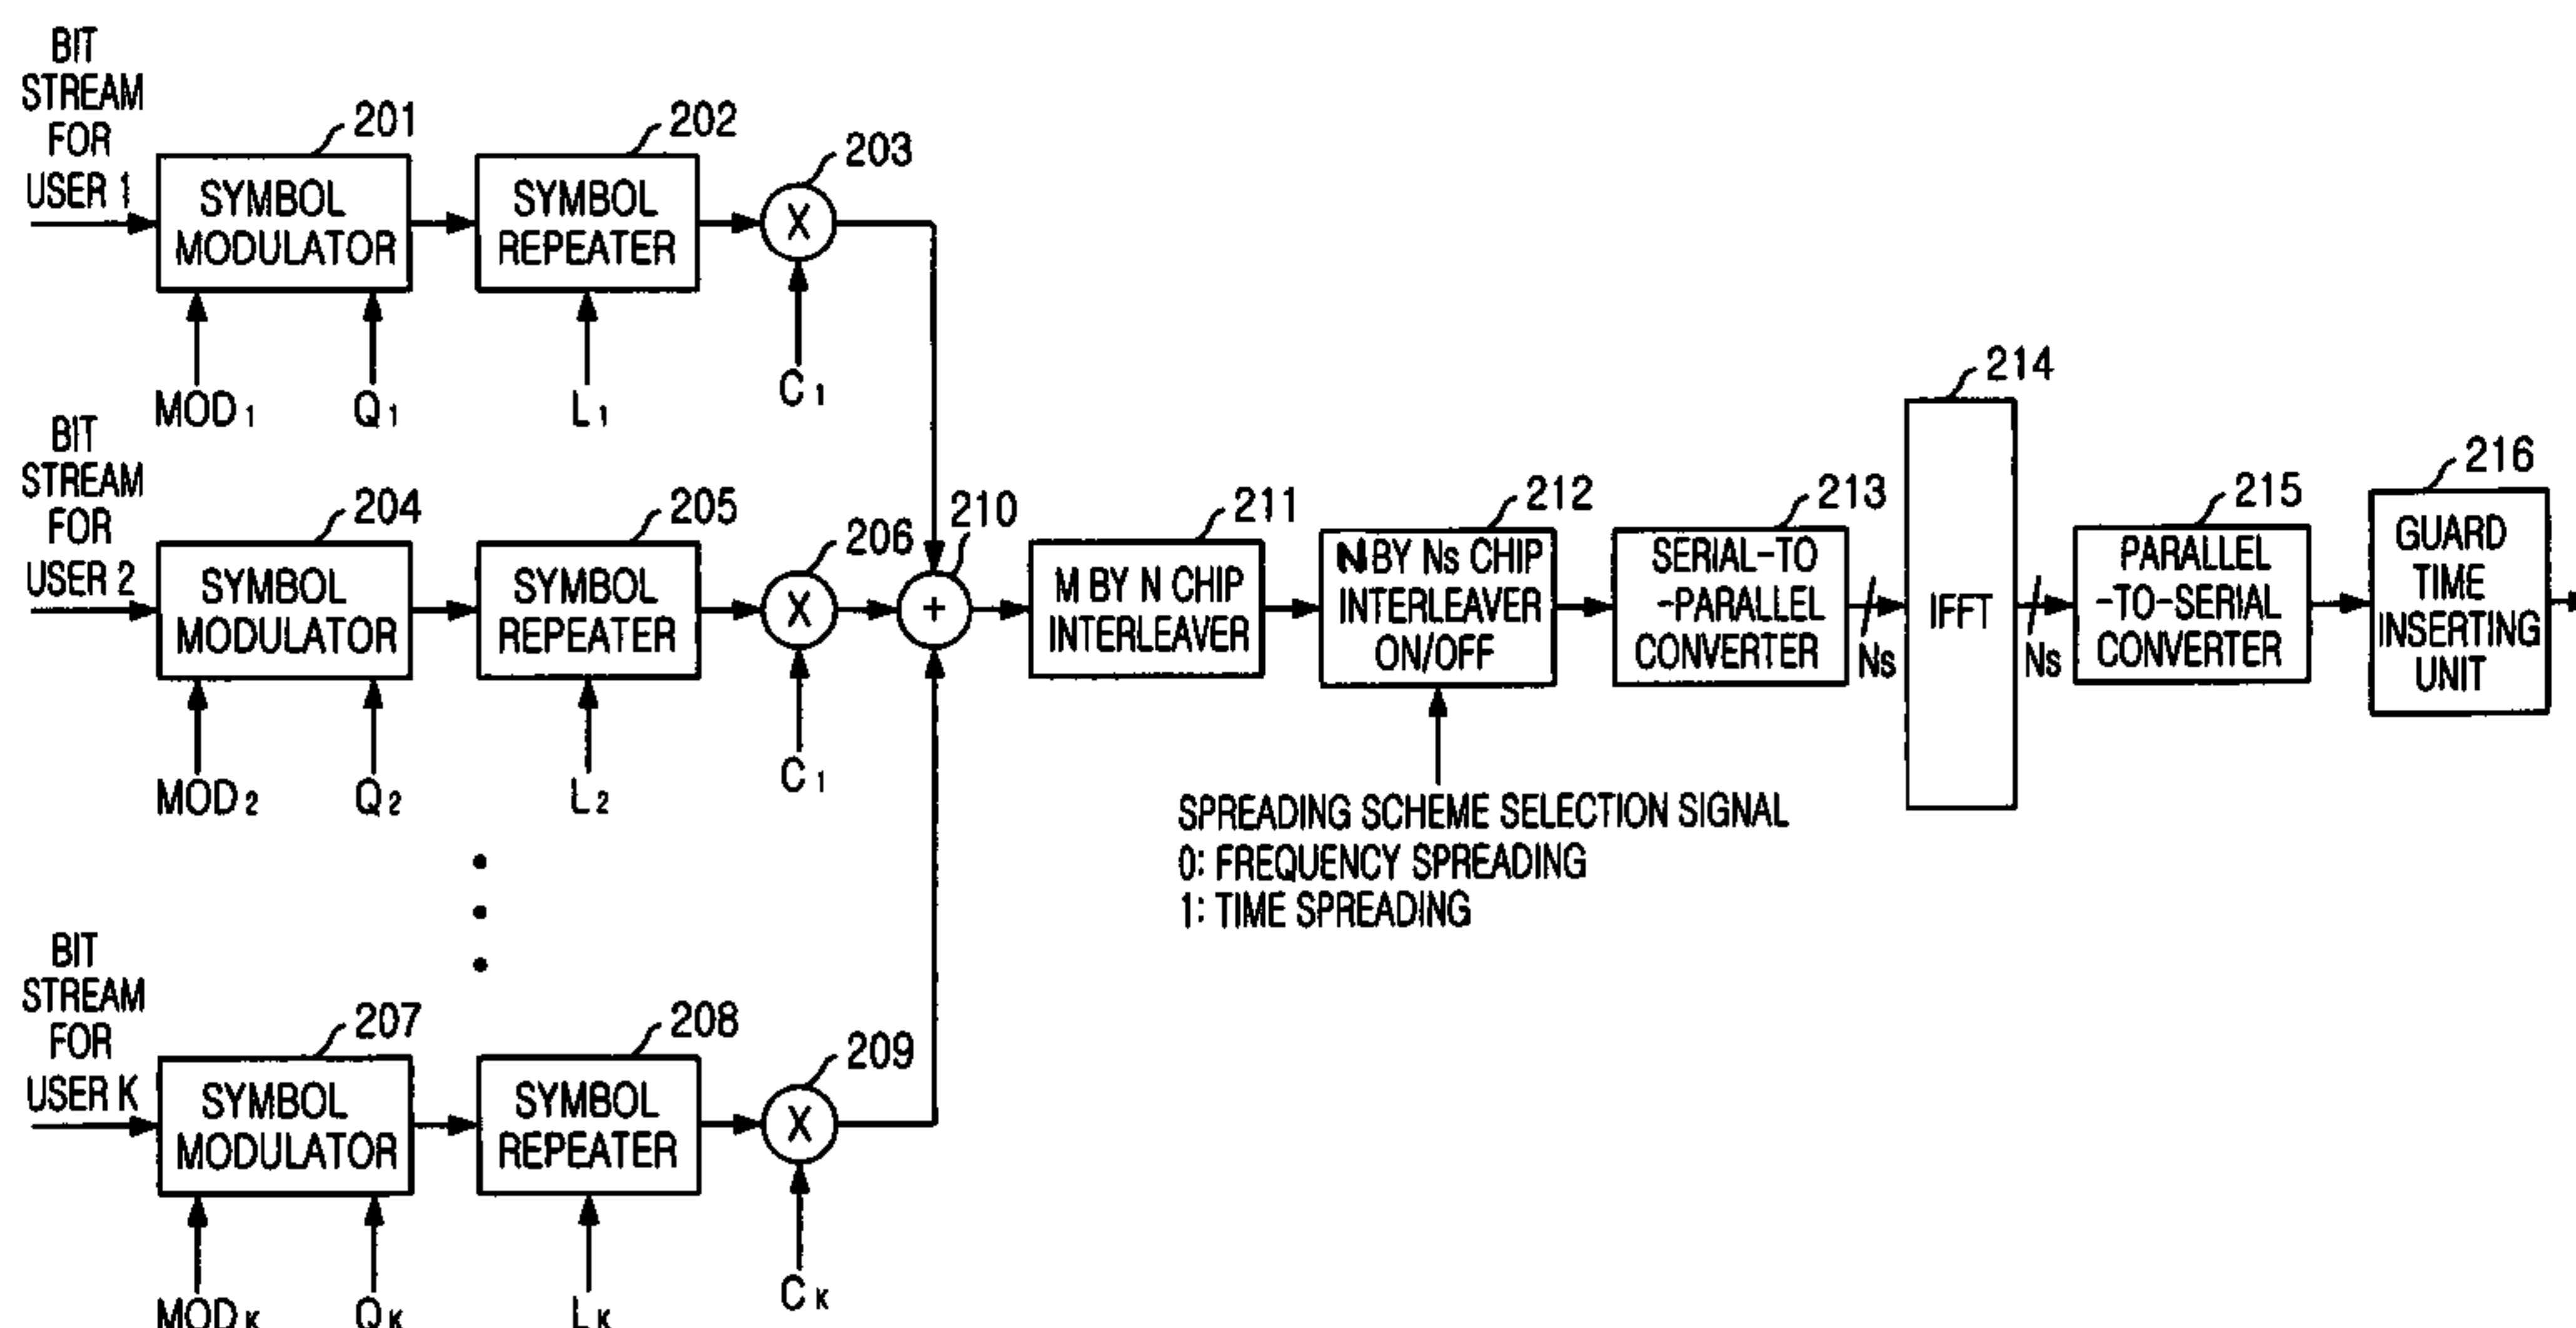 BIT
STREAM
FOR
USER 1
201
SYMBOL
MODULATOR
MOD1
Q1
202
SYMBOL
REPEATER
L1
203
X
C1
BIT
STREAM
FOR
USER 2
204
SYMBOL
MODULATOR
MOD2
Q2
205
SYMBOL
REPEATER
L2
206
X
C1
BIT
STREAM
FOR
USER K
207
SYMBOL
MODULATOR
MODK
QK
208
SYMBOL
REPEATER
LK
209
X
CK
210
+
211
M BY N CHIP
INTERLEAVER
212
N BY Ns CHIP
INTERLEAVER
ON/OFF
SPREADING SCHEME SELECTION SIGNAL
0: FREQUENCY SPREADING
1: TIME SPREADING
213
SERIAL-TO
-PARALLEL
CONVERTER
Ns
214
IFFT
Ns
215
PARALLEL
-TO-SERIAL
CONVERTER
216
GUARD
TIME
INSERTING
UNIT